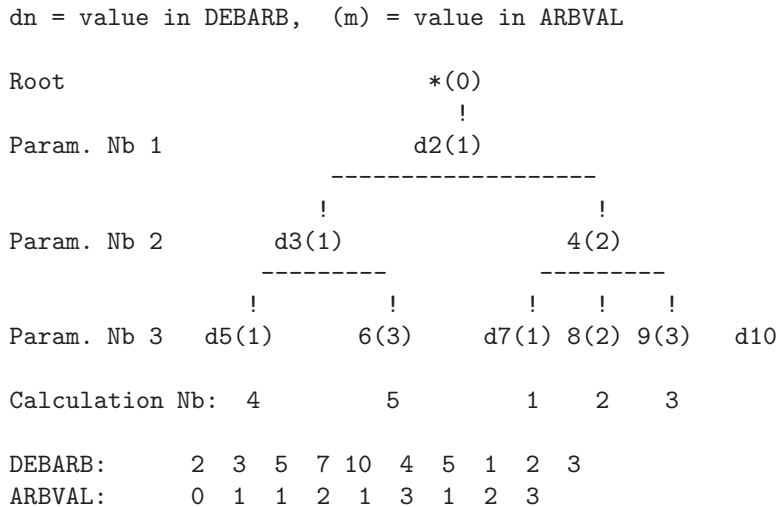 dn = value in DEBARB,  (m) = value in ARBVAL
Root                          *(0)
                                !
Param. Nb 1                  d2(1)
                       -------------------
                      !                   !
Param. Nb 2        d3(1)                4(2)
                  ---------           ---------
                 !         !         !    !    !
Param. Nb 3   d5(1)      6(3)     d7(1) 8(2) 9(3)   d10
Calculation Nb:  4         5         1    2    3
DEBARB:      2  3  5  7 10  4  5  1  2  3
ARBVAL:      0  1  1  2  1  3  1  2  3